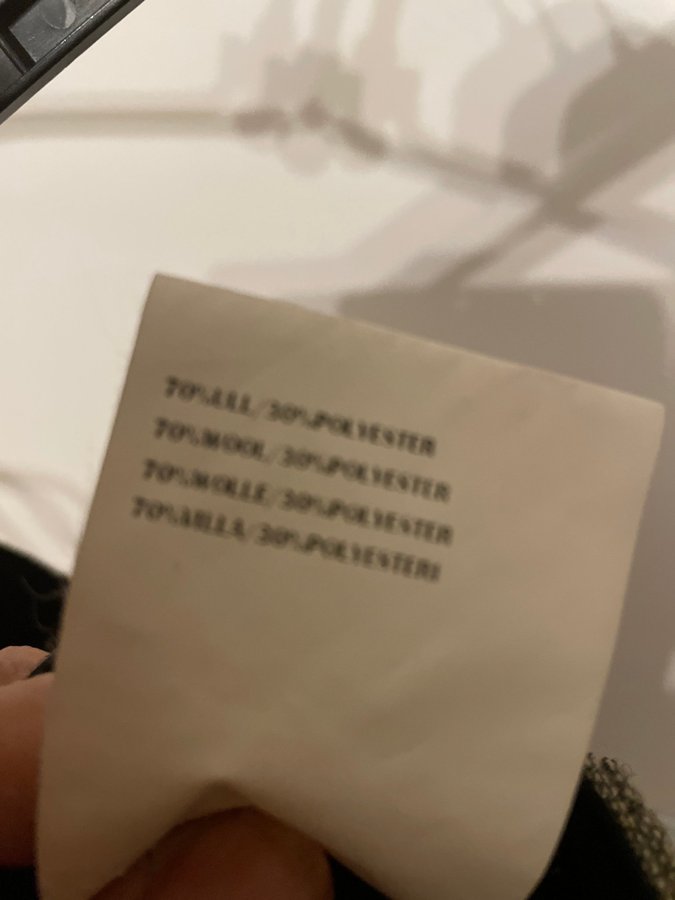 70%ULL/30%POLYESTER
70%WOOL/30%POLYESTER
70%WOLLE/30%POLYESTER
70%VILLA/30%POLYESTERI